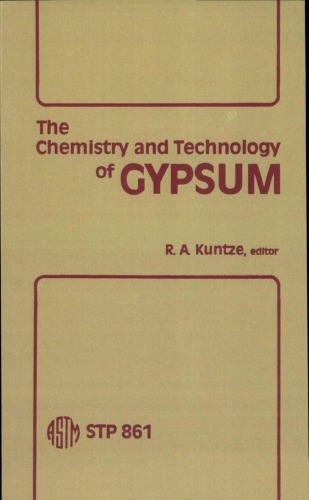 The
Chemistry and Technology
of GYPSUM
R. A. Kuntze, editor
ASTM STP 861